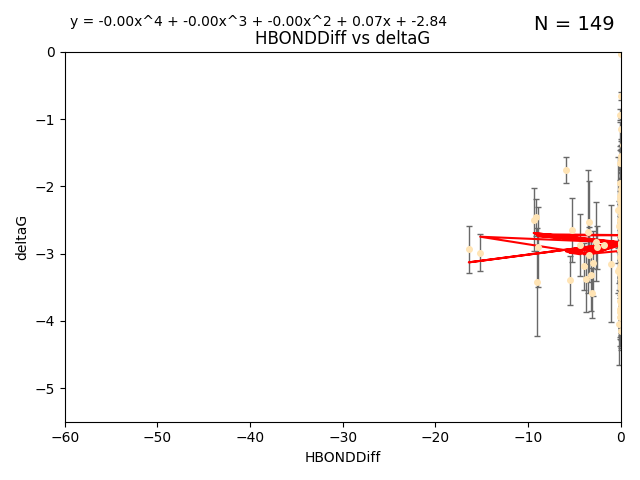 y = -0.00x^4 + -0.00x^3 + -0.00x^2 + 0.07x + -2.84
N = 149
HBONDDiff vs deltaG
0
−1
−2
−3
−4
−5
deltaG
−60
−50
−40
−30
−20
−10
0
HBONDDiff